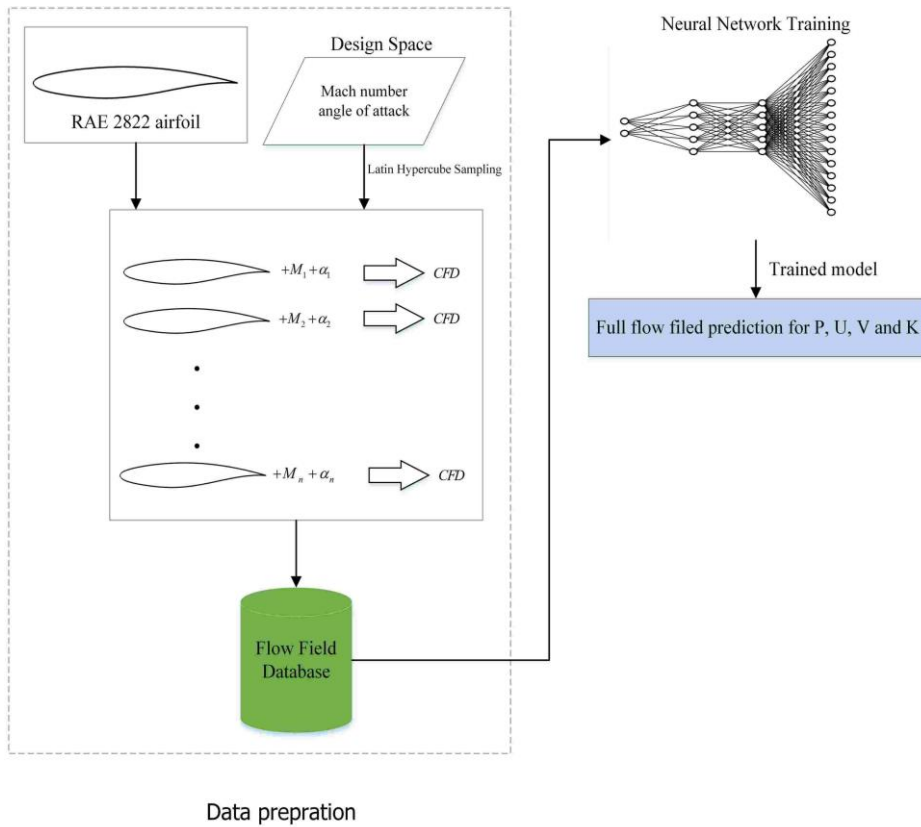 Neural Network Training
Design Space
Mach number
angle of attack
RAE 2822 airfoil
Latin Hypercube Sampling
+M₁+α₁ CFD
+M₂+α₂ CFD
+Mₙ+αₙ CFD
Trained model
Full flow filed prediction for P, U, V and K
Flow Field
Database
Data prepration